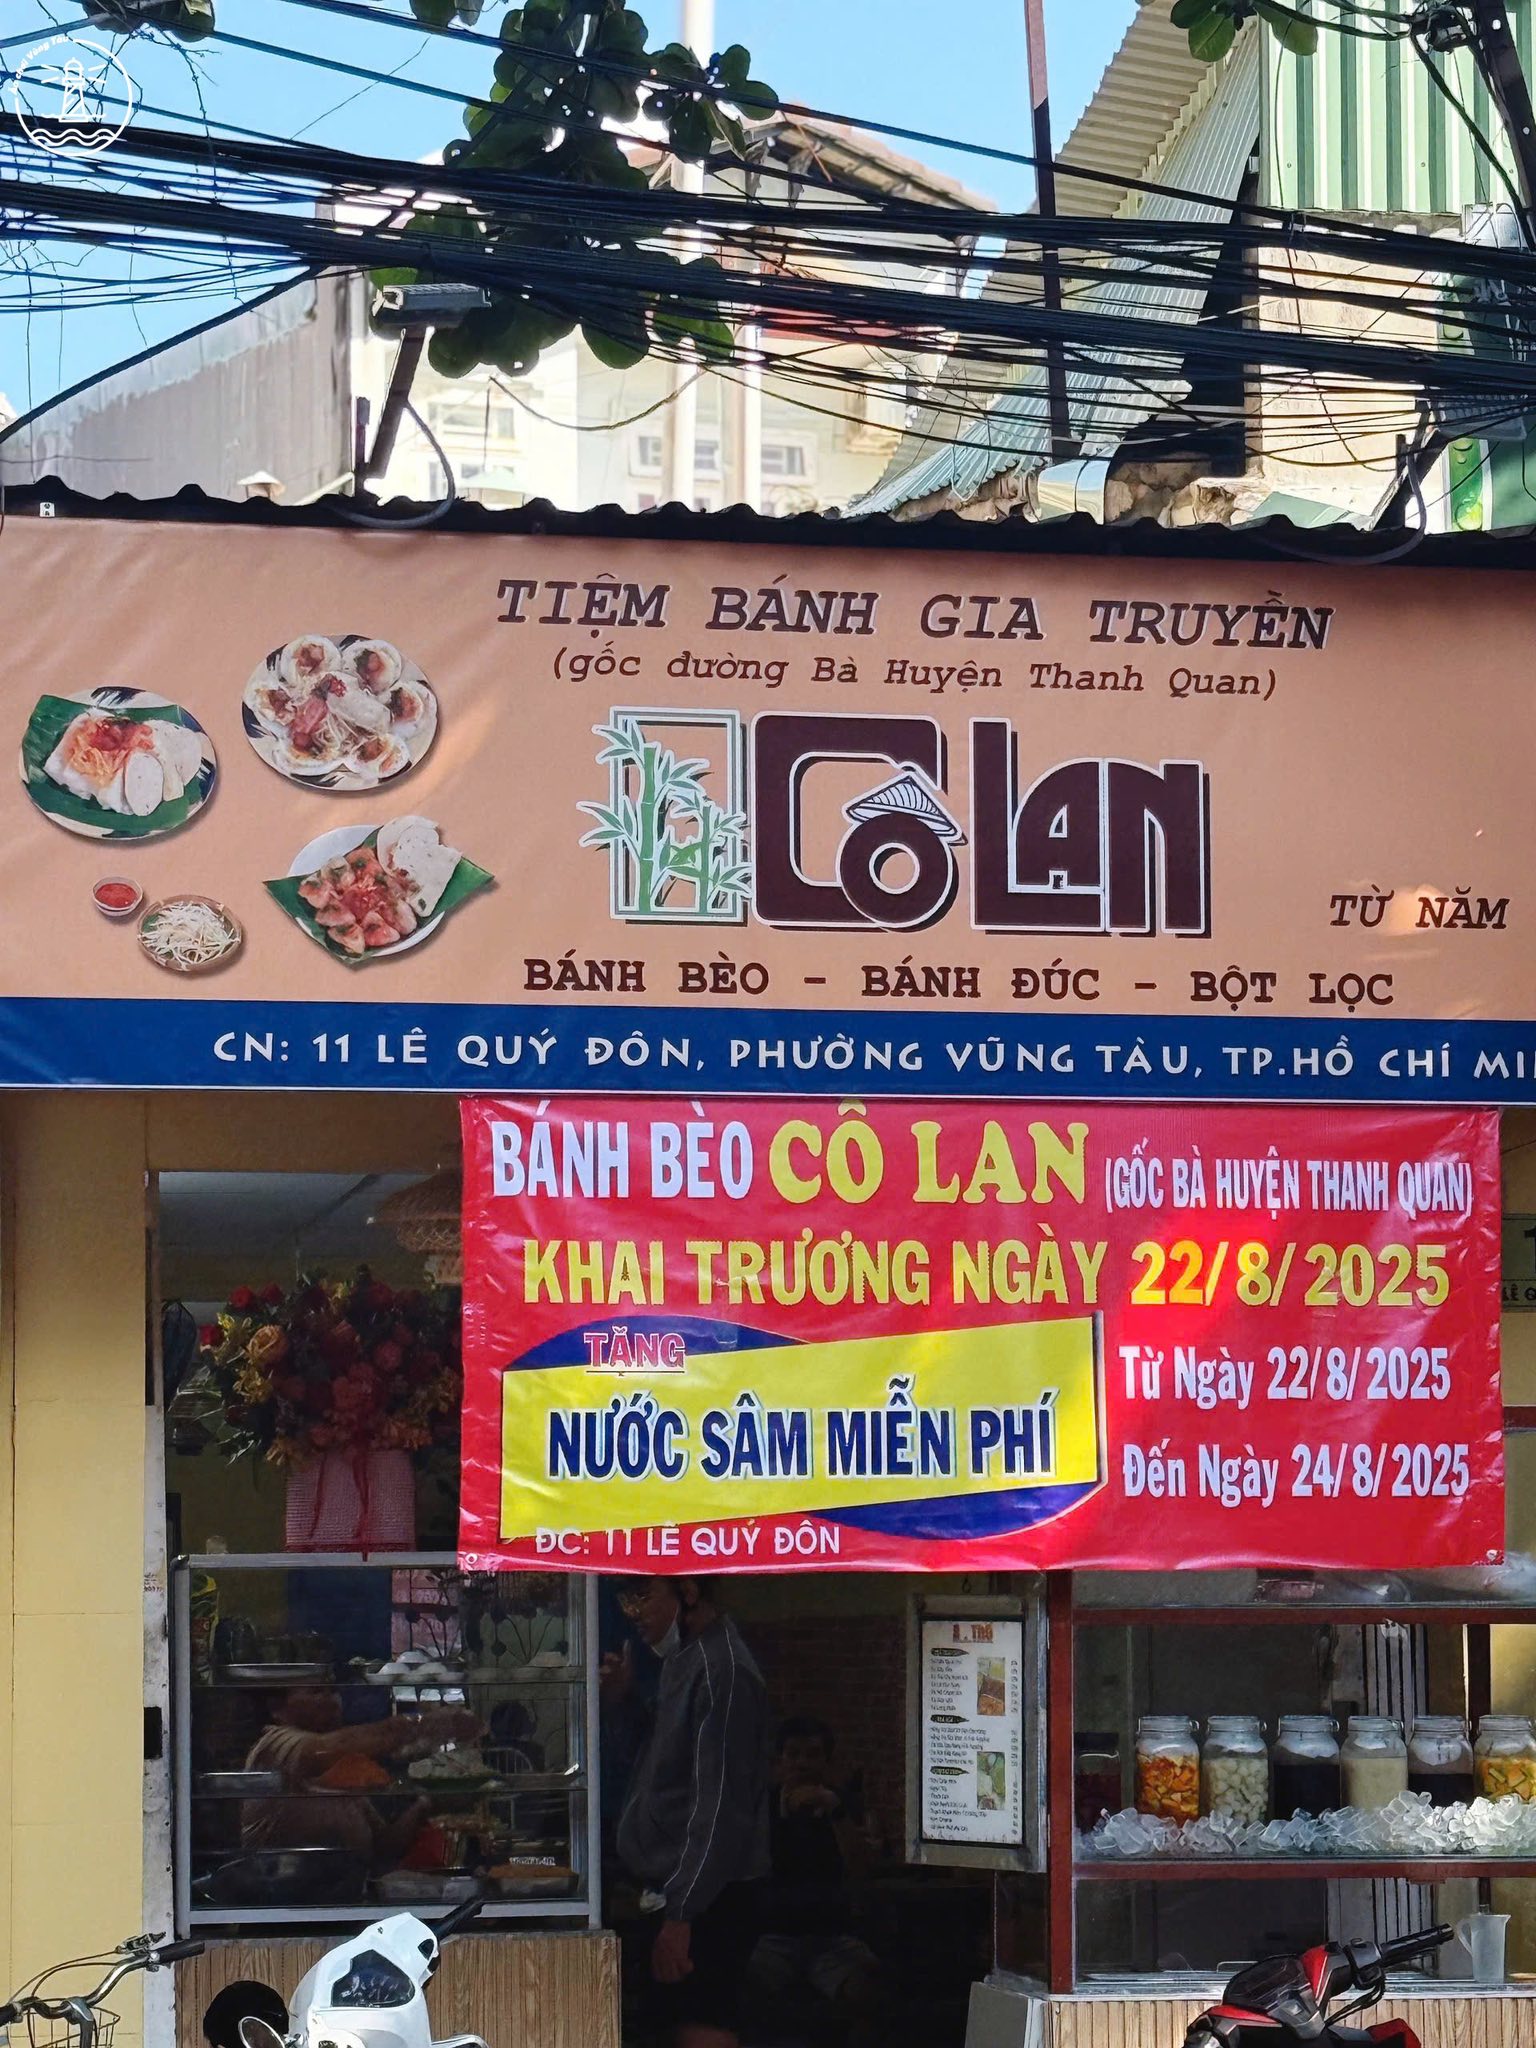 Vũng Tàu
TIỆM BÁNH GIA TRUYỀN
(gốc đường Bà Huyện Thanh Quan)
CÔ LAN
TỪ NĂM
BÁNH BÈO - BÁNH ĐÚC - BỘT LỌC
CN: 11 LÊ QUÝ ĐÔN, PHƯỜNG VŨNG TÀU, TP.HỒ CHÍ MI
BÁNH BÈO CÔ LAN (GỐC BÀ HUYỆN THANH QUAN)
KHAI TRƯƠNG NGÀY 22/8/2025
TẶNG
NƯỚC SÂM MIỄN PHÍ
Từ Ngày 22/8/2025
Đến Ngày 24/8/2025
ĐC: 11 LÊ QUÝ ĐÔN